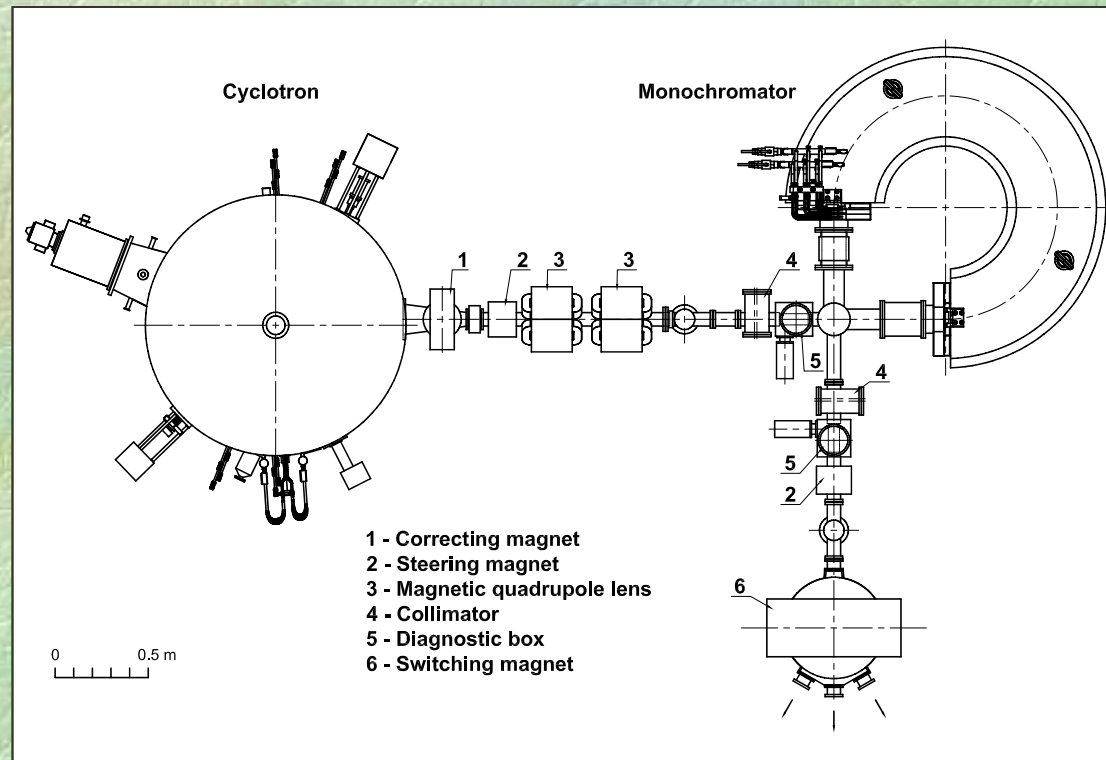 Cyclotron
Monochromator
1
2
3
3
4
5
4
5
2
6
1 - Correcting magnet
2 - Steering magnet
3 - Magnetic quadrupole lens
4 - Collimator
5 - Diagnostic box
6 - Switching magnet
0 0.5 m